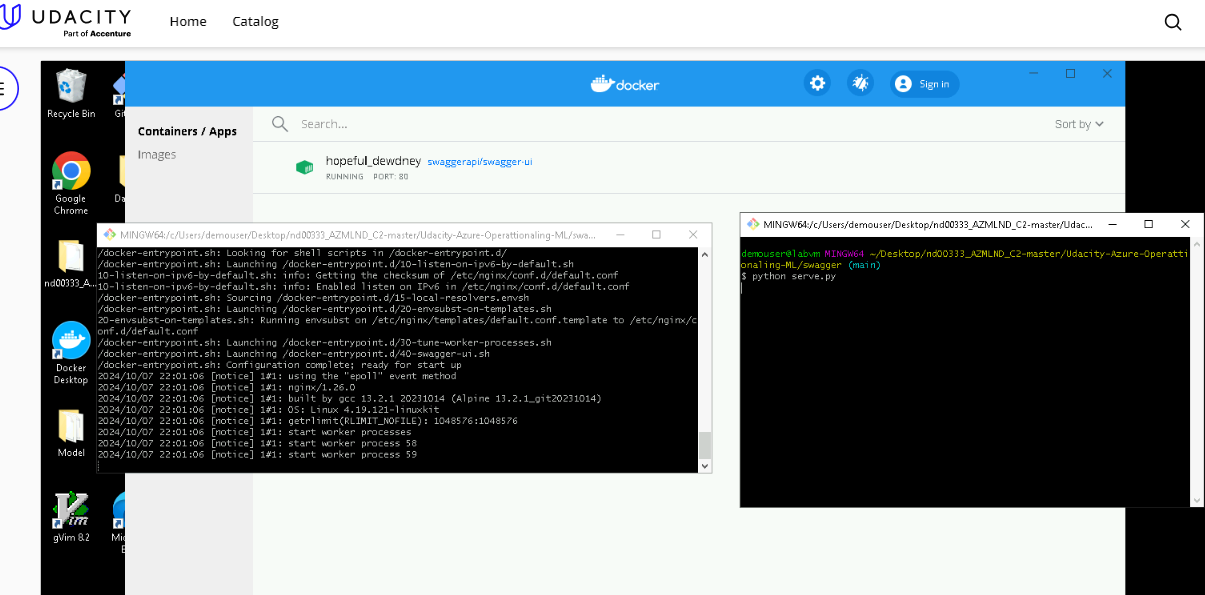 UDACITY
Part of Accenture
Home
Catalog
Recycle Bin
Google
Chrome
nd00333_A...
Docker
Desktop
Model
gVim 8.2
docker
Sign in
Containers / Apps
Images
Search...
Sort by
hopeful_dewdney swaggerapi/swagger-ui
RUNNING PORT: 80
MINGW64:/c/Users/demouser/Desktop/nd00333_AZMLND_C2-master/Udacity-Azure-Operattionaling-ML/swa...
/docker-entrypoint.sh: Looking for shell scripts in /docker-entrypoint.d/
/docker-entrypoint.sh: Launching /docker-entrypoint.d/10-listen-on-ipv6-by-default.sh
10-listen-on-ipv6-by-default.sh: info: Getting the checksum of /etc/nginx/conf.d/default.conf
10-listen-on-ipv6-by-default.sh: info: Enabled listen on IPv6 in /etc/nginx/conf.d/default.conf
/docker-entrypoint.sh: Sourcing /docker-entrypoint.d/15-local-resolvers.envsh
/docker-entrypoint.sh: Launching /docker-entrypoint.d/20-envsubst-on-templates.sh
20-envsubst-on-templates.sh: Running envsubst on /etc/nginx/templates/default.conf.template to /etc/nginx/c
onf.d/default.conf
/docker-entrypoint.sh: Launching /docker-entrypoint.d/30-tune-worker-processes.sh
/docker-entrypoint.sh: Launching /docker-entrypoint.d/40-swagger-ui.sh
/docker-entrypoint.sh: Configuration complete; ready for start up
2024/10/07 22:01:06 [notice] 1#1: using the "epoll" event method
2024/10/07 22:01:06 [notice] 1#1: nginx/1.26.0
2024/10/07 22:01:06 [notice] 1#1: built by gcc 13.2.1 20231014 (Alpine 13.2.1_git20231014)
2024/10/07 22:01:06 [notice] 1#1: OS: Linux 4.19.121-linuxkit
2024/10/07 22:01:06 [notice] 1#1: getrlimit(RLIMIT_NOFILE): 1048576:1048576
2024/10/07 22:01:06 [notice] 1#1: start worker processes
2024/10/07 22:01:06 [notice] 1#1: start worker process 58
2024/10/07 22:01:06 [notice] 1#1: start worker process 59
MINGW64:/c/Users/demouser/Desktop/nd00333_AZMLND_C2-master/Udac...
demouser@labvm MINGW64 ~/Desktop/nd00333_AZMLND_C2-master/Udacity-Azure-Operatti
onaling-ML/swagger (main)
$ python serve.py